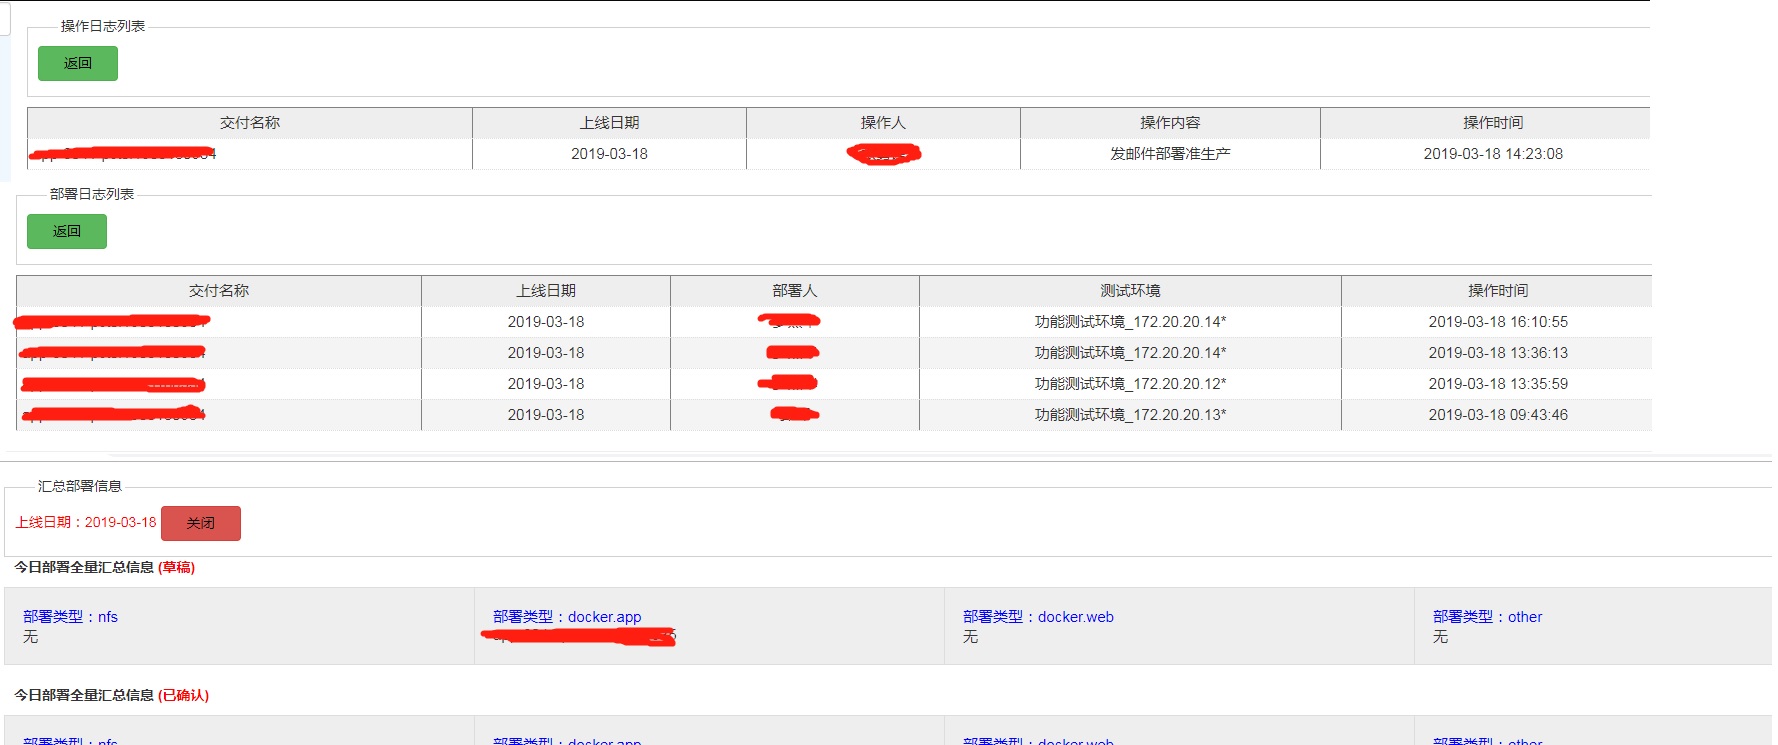 操作日志列表
返回
交付名称 上线日期 操作人 操作内容 操作时间
2019-03-18 发邮件部署准生产 2019-03-18 14:23:08
部署日志列表
返回
交付名称 上线日期 部署人 测试环境 操作时间
2019-03-18 功能测试环境_172.20.20.14* 2019-03-18 16:10:55
2019-03-18 功能测试环境_172.20.20.14* 2019-03-18 13:36:13
2019-03-18 功能测试环境_172.20.20.12* 2019-03-18 13:35:59
2019-03-18 功能测试环境_172.20.20.13* 2019-03-18 09:43:46
汇总部署信息
上线日期：2019-03-18 关闭
今日部署全量汇总信息 (草稿)
部署类型：nfs 部署类型：docker.app 部署类型：docker.web 部署类型：other
无 无 无
今日部署全量汇总信息 (已确认)
部署类型：nfs 部署类型：docker.app 部署类型：docker.web 部署类型：other